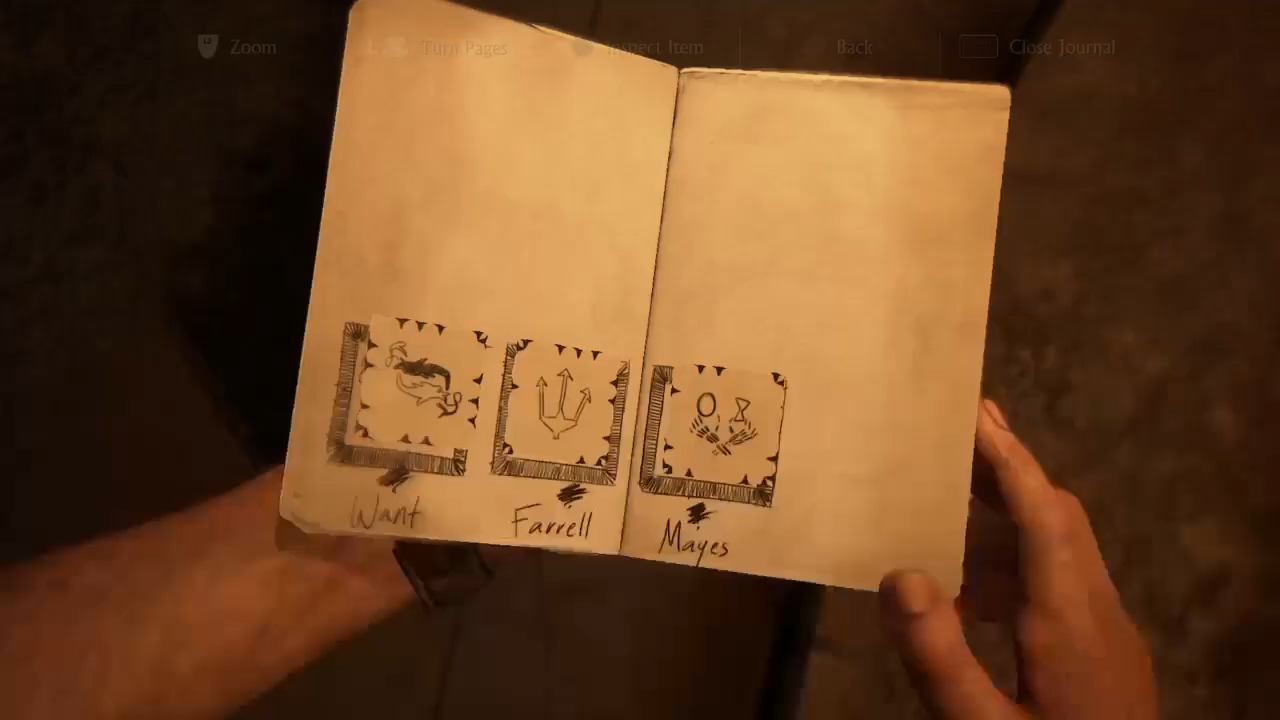 Zoom
Turn Pages
Inspect Item
Back
Close Journal
Want
Farrell
Mayes